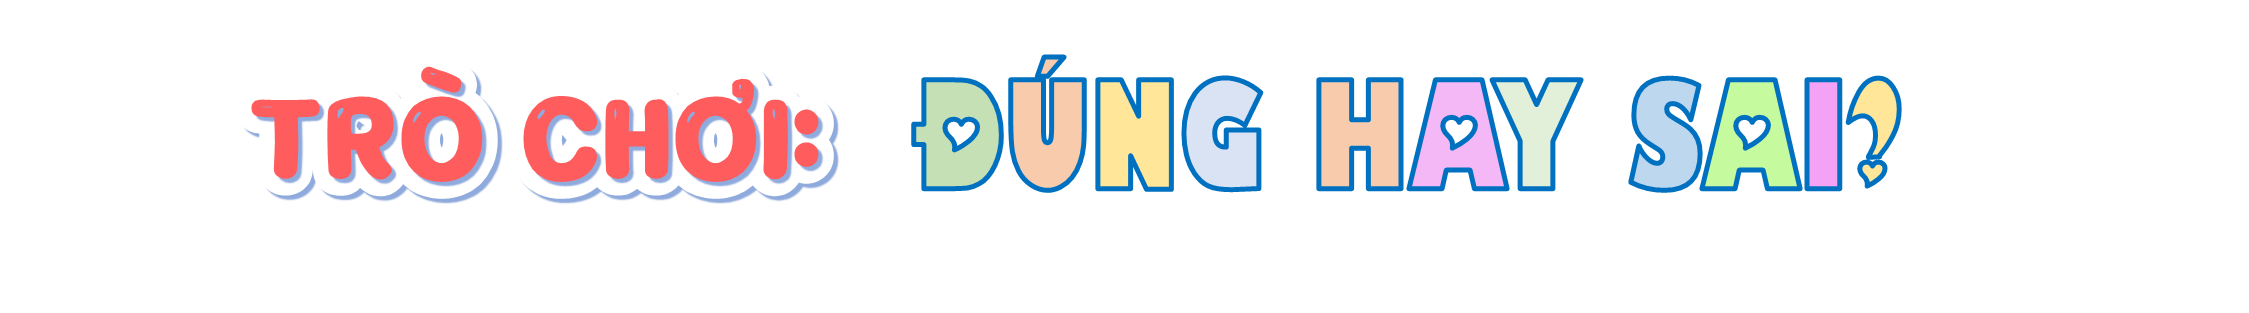 TRÒ CHƠI: ĐÚNG HAY SAI?